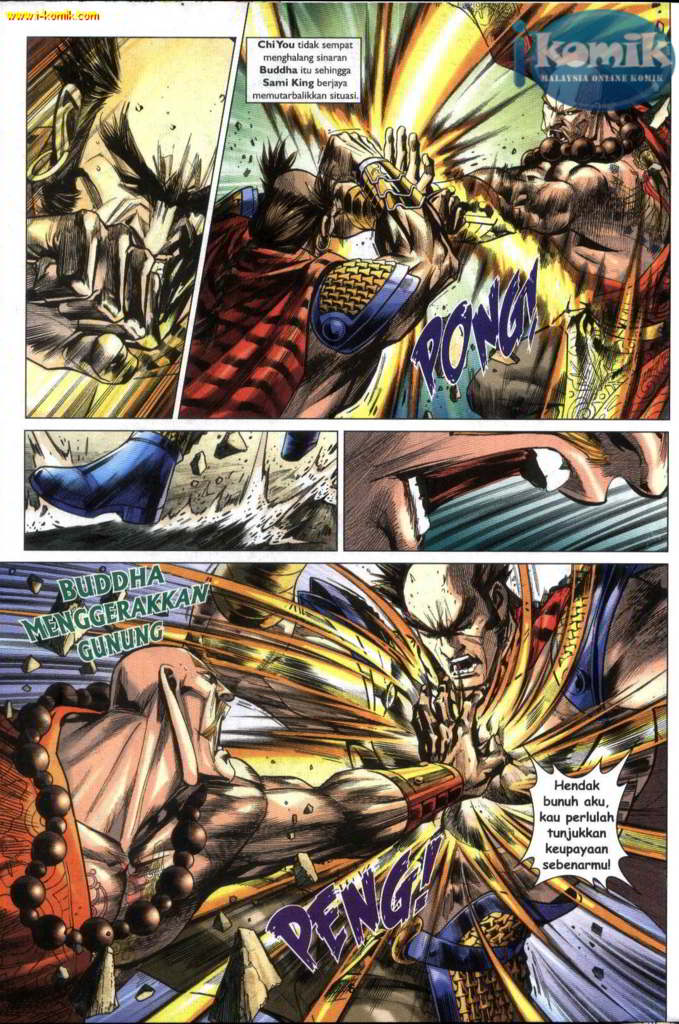 www.i-komik.com
i komik
MALAYSIA ONLINE KOMIK
Chi You tidak sempat
menghalang sinaran
Buddha itu sehingga
Sami King berjaya
memutarbalikkan situasi.
PONG!
BUDDHA
MENGGERAKKAN
GUNUNG
Hendak
bunuh aku,
kau perlulah
tunjukkan
keupayaan
sebenarmu!
PENG!